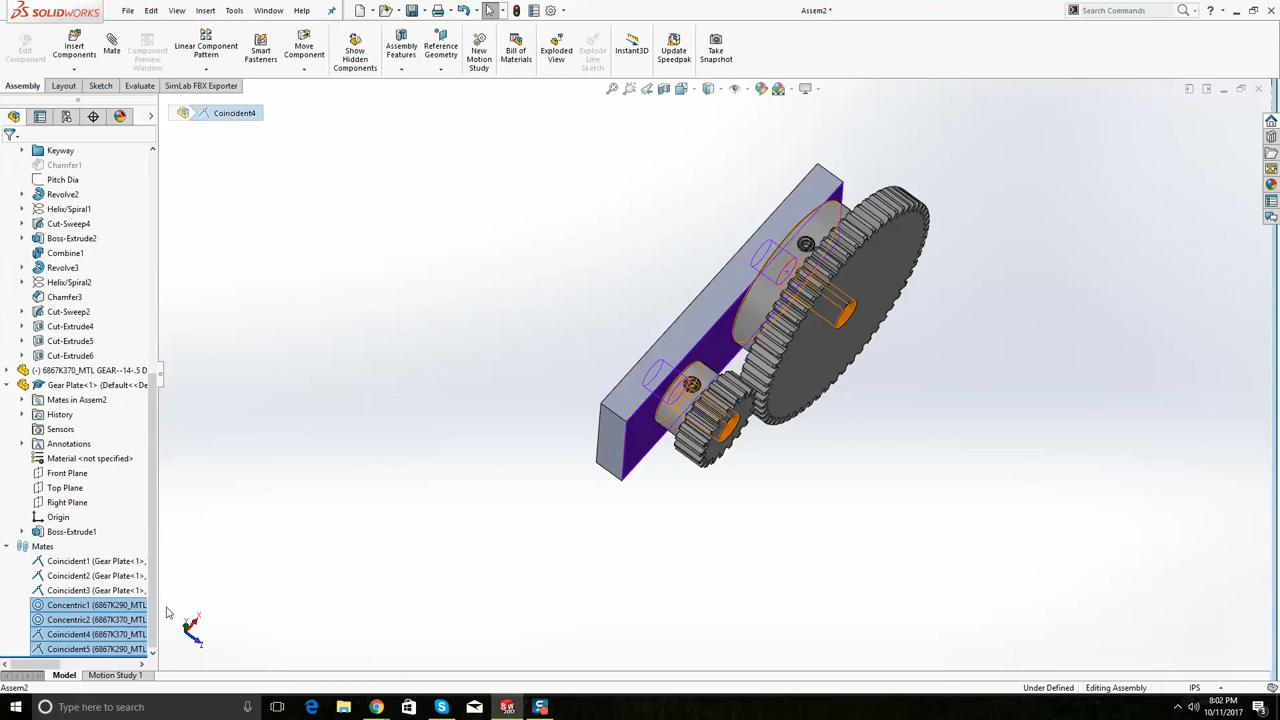 SOLIDWORKS
File Edit View Insert Tools Window Help
Assem2 *
Search Commands
Edit Component
Insert Components
Mate
Component Preview Window
Linear Component Pattern
Smart Fasteners
Move Component
Show Hidden Components
Assembly Features
Reference Geometry
New Motion Study
Bill of Materials
Exploded View
Explode Line Sketch
Instant3D
Update Speedpak
Take Snapshot
Assembly Layout Sketch Evaluate SimLab FBX Exporter
Coincident4
Keyway
Chamfer1
Pitch Dia
Revolve2
Helix/Spiral1
Cut-Sweep4
Boss-Extrude2
Combine1
Revolve3
Helix/Spiral2
Chamfer3
Cut-Sweep2
Cut-Extrude4
Cut-Extrude5
Cut-Extrude6
(-) 6867K370_MTL GEAR--14-.5 D
Gear Plate<1> (Default<<De
Mates in Assem2
History
Sensors
Annotations
Material <not specified>
Front Plane
Top Plane
Right Plane
Origin
Boss-Extrude1
Mates
Coincident1 (Gear Plate<1>,
Coincident2 (Gear Plate<1>,
Coincident3 (Gear Plate<1>,
Concentric1 (6867K290_MTL
Concentric2 (6867K370_MTL
Coincident4 (6867K370_MTL
Coincident5 (6867K290_MTL
X
Y
Z
Model Motion Study 1
Assem2
Under Defined Editing Assembly IPS
Type here to search
8:02 PM
10/11/2017